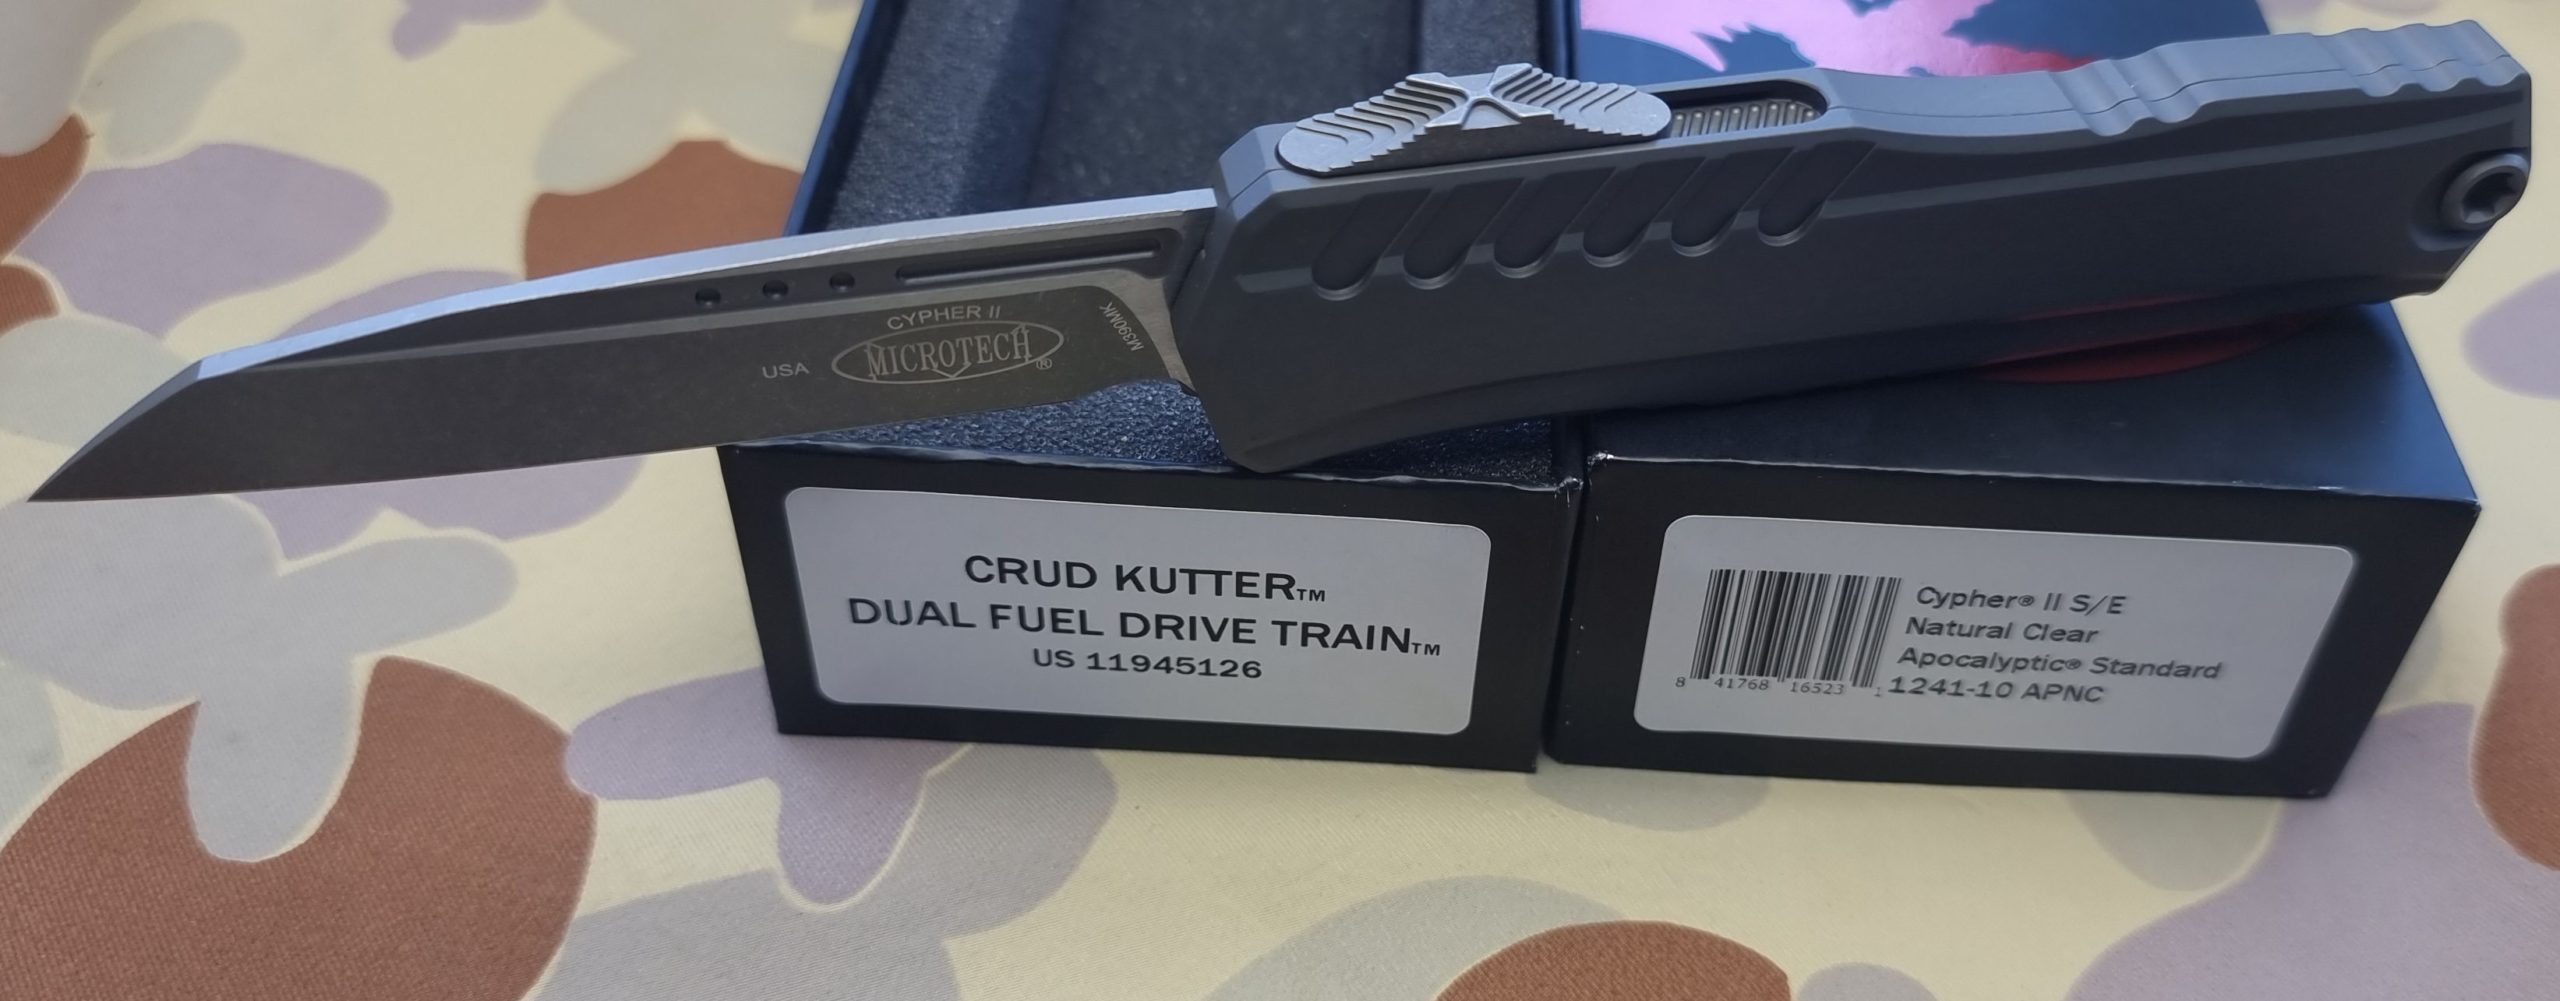 CYPHER II
USA
MICROTECH®
M390MK
CRUD KUTTER™
DUAL FUEL DRIVE TRAIN™
US 11945126
Cypher® II S/E
Natural Clear
Apocalyptic® Standard
1241-10 APNC
8 41768 16523 1